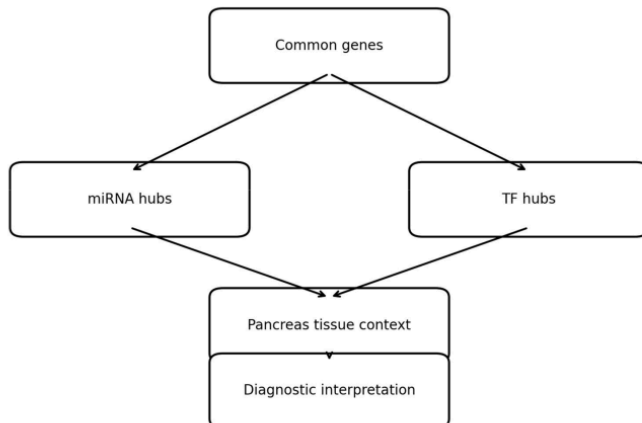 Common genes
miRNA hubs
TF hubs
Pancreas tissue context
Diagnostic interpretation